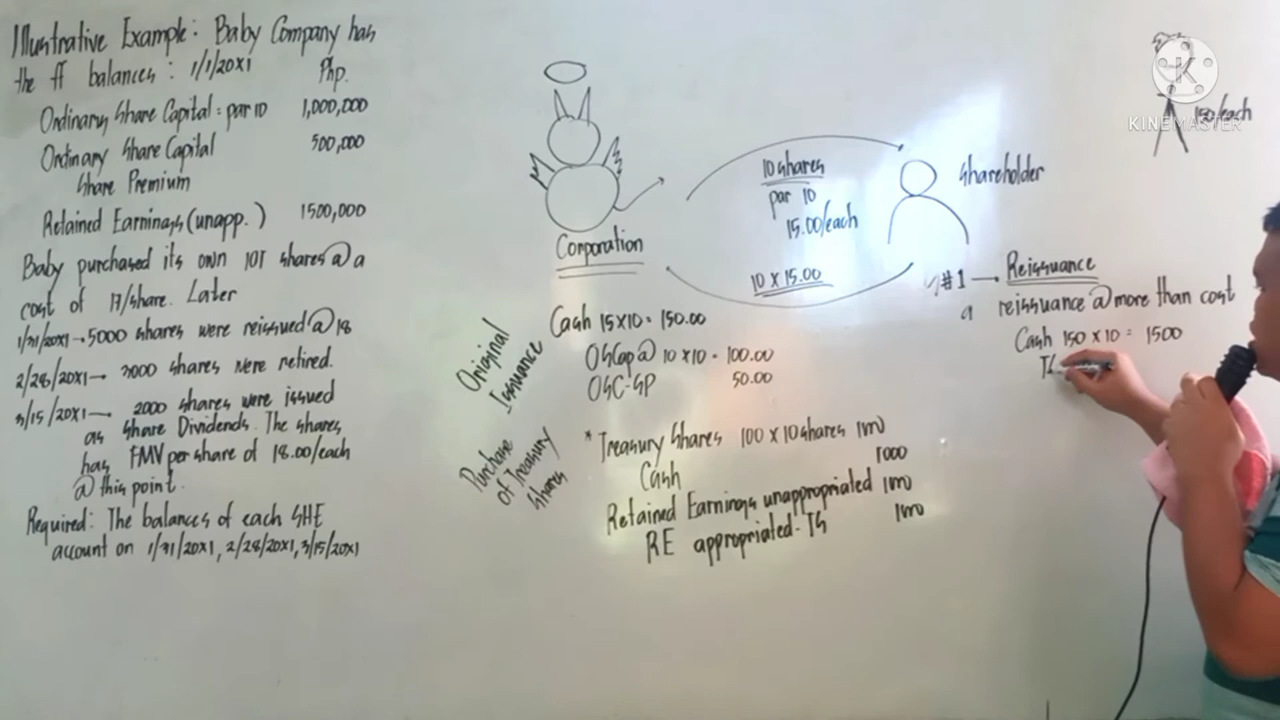 Illustrative Example: Baby Company has
the ff balances: 1/1/20x1 Php.
Ordinary Share Capital = par 10 1,000,000
Ordinary Share Capital 500,000
Share Premium
Retained Earnings (unapp.) 1500,000
Baby purchased its own 10T shares @ a
cost of 17/share. Later
1/31/20x1 → 5000 shares were reissued @ 18
2/28/20x1 — 3000 shares were retired.
3/15/20x1 — 2000 shares were issued
as share Dividends. The shares
has FMV per share of 18.00/each
@ this point.
Required: The balances of each SHE
account on 1/31/20x1, 2/28/20x1, 3/15/20x1
Corporation
10 shares
par 10
15.00/each
10 x 15.00
Shareholder
Original
Issuance
Cash 15x10 = 150.00
OSCap @ 10 x 10 = 100.00
OSC-SP 50.00
Purchase
of Treasury
Shares
* Treasury Shares 100 x 10 shares 1000
Cash 1000
Retained Earnings unappropriated 1000
RE appropriated - TS 1000
#1 — Reissuance
a reissuance @ more than cost
Cash 150 x 10 = 1500
K
KINEMASTER
150/each